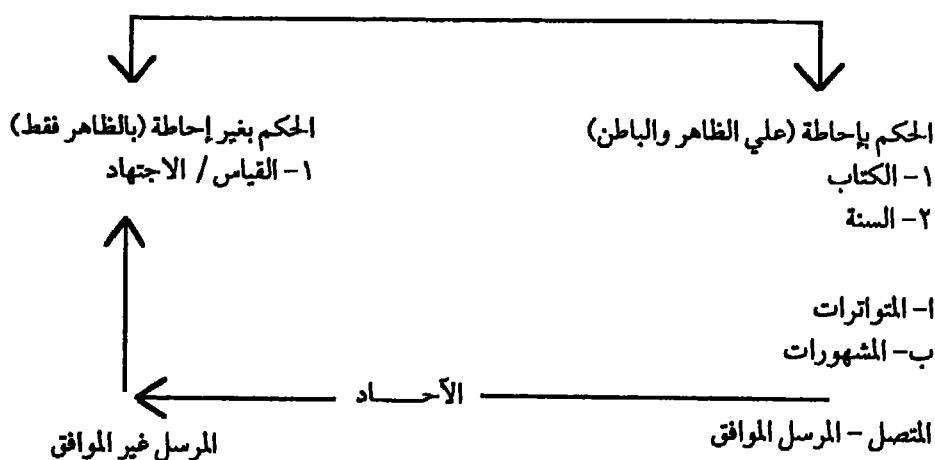 الحكم بإحاطة (علي الظاهر والباطن)
١- الكتاب
٢- السنة
ا- المتواترات
ب- المشهورات
الحكم بغير إحاطة (بالظاهر فقط)
١- القياس / الاجتهاد
الآحـــاد
المتصل - المرسل الموافق
المرسل غير الموافق